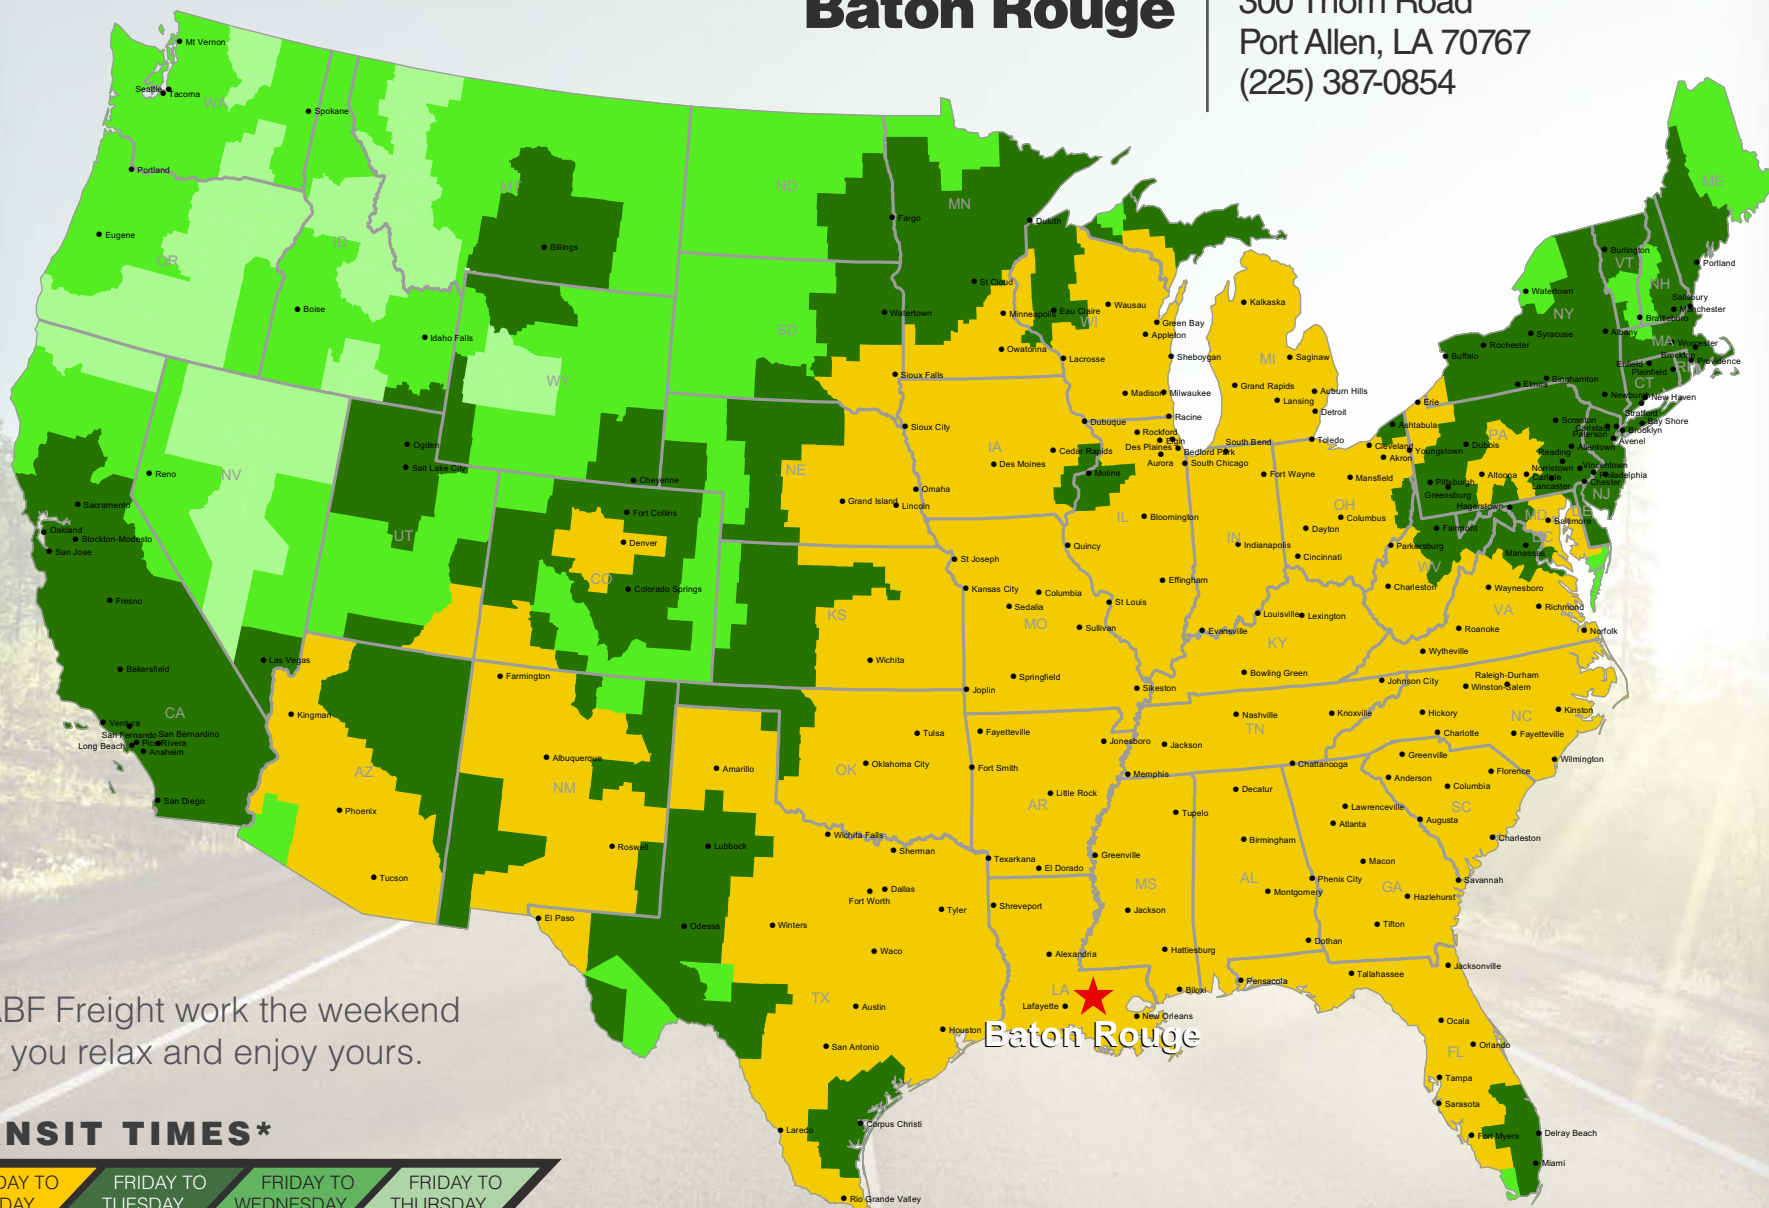 Baton Rouge
300 Thorn Road
Port Allen, LA 70767
(225) 387-0854
Mt Vernon
Seattle
Tacoma
WA
Spokane
Portland
Eugene
OR
ID
Boise
Idaho Falls
MT
Billings
ND
Fargo
MN
Duluth
St Cloud
Minneapolis
Owatonna
Watertown
SD
Sioux Falls
WY
Cheyenne
Ogden
Salt Lake City
UT
Reno
NV
Las Vegas
Sacramento
Oakland
Stockton-Modesto
San Jose
Fresno
Bakersfield
CA
Ventura
San Fernando
San Bernardino
Long Beach
Pico Rivera
Anaheim
San Diego
Kingman
AZ
Phoenix
Tucson
Farmington
Albuquerque
NM
Roswell
Fort Collins
Denver
CO
Colorado Springs
NE
Grand Island
Lincoln
Omaha
Sioux City
IA
Des Moines
Cedar Rapids
Dubuque
Moline
Eau Claire
WI
Wausau
Green Bay
Appleton
Sheboygan
Lacrosse
Madison
Milwaukee
Racine
Rockford
Elgin
Des Plaines
Aurora
Bedford Park
South Chicago
South Bend
IL
Bloomington
Quincy
Effingham
Kalkaska
MI
Saginaw
Grand Rapids
Lansing
Auburn Hills
Detroit
Toledo
Fort Wayne
IN
Indianapolis
Evansville
Cleveland
Akron
Ashtabula
Youngstown
Mansfield
OH
Columbus
Dayton
Cincinnati
St Joseph
Kansas City
Columbia
Sedalia
MO
St Louis
Sullivan
Springfield
Joplin
Sikeston
KS
Wichita
Tulsa
OK
Oklahoma City
Fayetteville
Fort Smith
Jonesboro
AR
Little Rock
El Dorado
Texarkana
Amarillo
Lubbock
Odessa
El Paso
Wichita Falls
Sherman
Dallas
Fort Worth
Tyler
Winters
Waco
TX
Austin
San Antonio
Houston
Laredo
Corpus Christi
Rio Grande Valley
Shreveport
Alexandria
LA
Lafayette
New Orleans
Baton Rouge
Louisville
Lexington
KY
Bowling Green
Nashville
TN
Jackson
Memphis
Knoxville
Johnson City
Chattanooga
Tupelo
Greenville
MS
Jackson
Hattiesburg
Biloxi
Decatur
Birmingham
AL
Montgomery
Phenix City
Dothan
Lawrenceville
Atlanta
Macon
GA
Augusta
Hazlehurst
Savannah
Tifton
Pensacola
Tallahassee
Jacksonville
Ocala
Orlando
FL
Tampa
Sarasota
Fort Myers
Delray Beach
Miami
Greenville
Anderson
Florence
Columbia
SC
Charleston
Raleigh-Durham
Winston-Salem
Hickory
Charlotte
NC
Fayetteville
Kinston
Wilmington
Parkersburg
Fairmont
WV
Charleston
Waynesboro
VA
Richmond
Roanoke
Wytheville
Norfolk
Manassas
Hagerstown
MD
Baltimore
DC
DE
Erie
Dubois
PA
Pittsburgh
Greensburg
Altoona
Scranton
Allentown
Reading
Norristown
Carlisle
Lancaster
Vincentown
Philadelphia
Chester
NJ
Carlstadt
Paterson
Avenel
Brooklyn
Bay Shore
Buffalo
Rochester
Syracuse
Watertown
NY
Albany
Binghamton
Elmira
Newburgh
Burlington
VT
Brattleboro
NH
Manchester
Salisbury
Portland
ME
MA
Worcester
Brockton
Providence
Enfield
Plainfield
RI
CT
New Haven
Stratford
BF Freight work the weekend
you relax and enjoy yours.
NSIT TIMES*
DAY TO
DAY
FRIDAY TO
TUESDAY
FRIDAY TO
WEDNESDAY
FRIDAY TO
THURSDAY